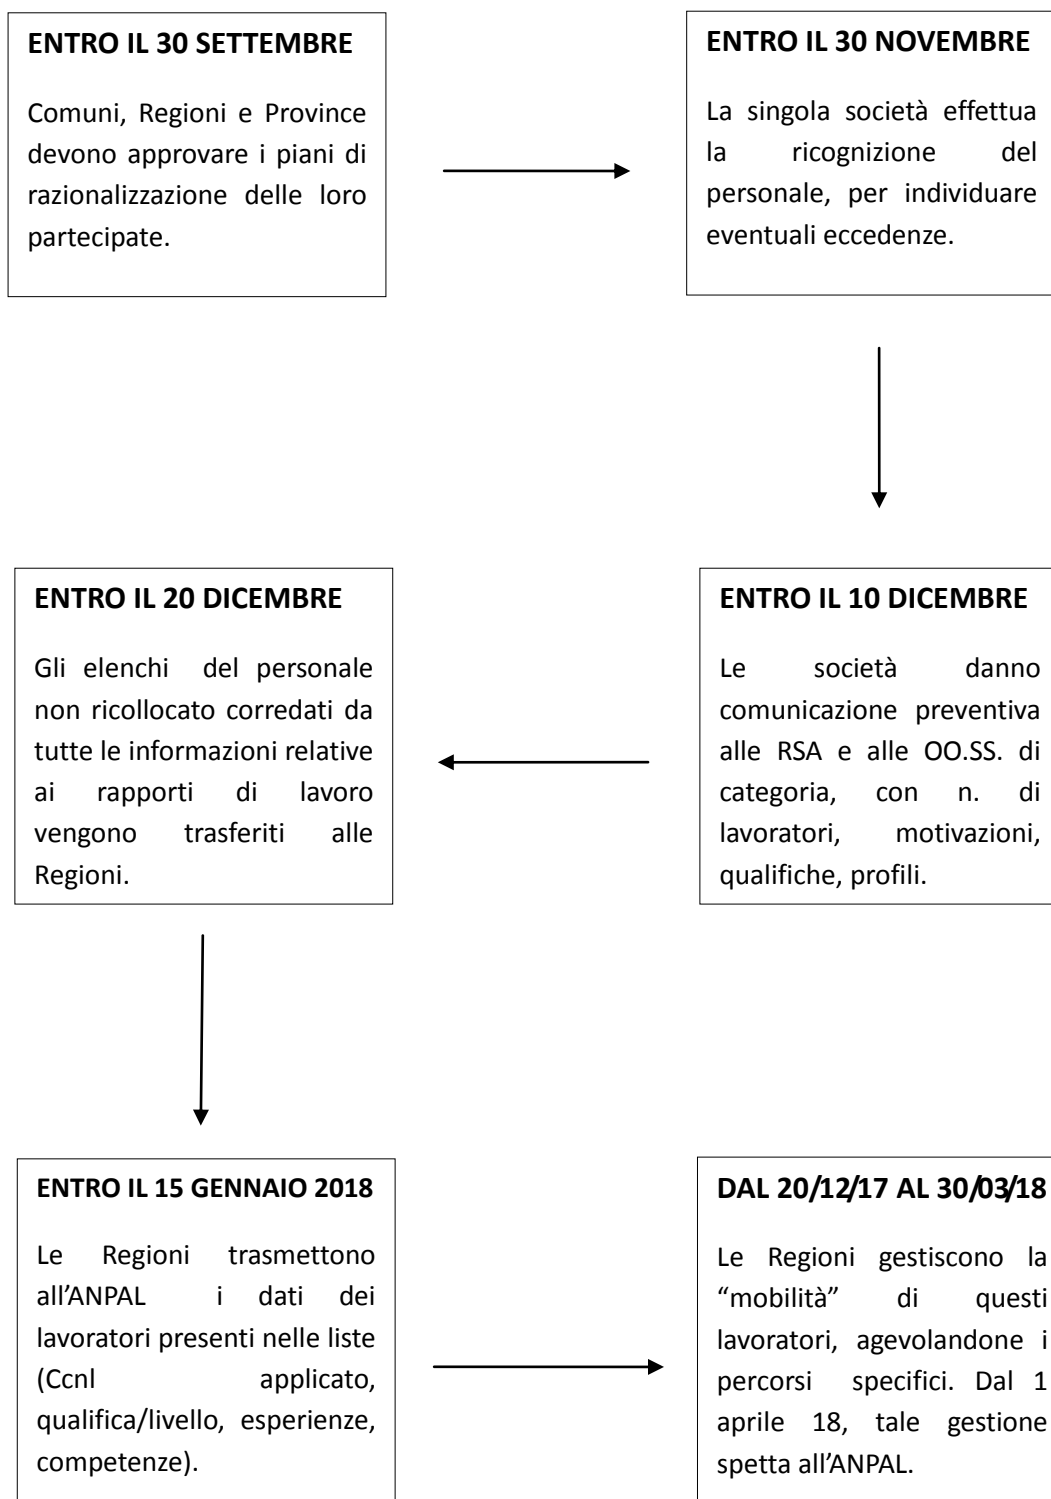 ENTRO IL 30 SETTEMBRE
Comuni, Regioni e Province
devono approvare i piani di
razionalizzazione delle loro
partecipate.
ENTRO IL 30 NOVEMBRE
La singola società effettua
la ricognizione del
personale, per individuare
eventuali eccedenze.
ENTRO IL 10 DICEMBRE
Le società danno
comunicazione preventiva
alle RSA e alle OO.SS. di
categoria, con n. di
lavoratori, motivazioni,
qualifiche, profili.
ENTRO IL 20 DICEMBRE
Gli elenchi del personale
non ricollocato corredati da
tutte le informazioni relative
ai rapporti di lavoro
vengono trasferiti alle
Regioni.
ENTRO IL 15 GENNAIO 2018
Le Regioni trasmettono
all’ANPAL i dati dei
lavoratori presenti nelle liste
(Ccnl applicato,
qualifica/livello, esperienze,
competenze).
DAL 20/12/17 AL 30/03/18
Le Regioni gestiscono la
“mobilità” di questi
lavoratori, agevolandone i
percorsi specifici. Dal 1
aprile 18, tale gestione
spetta all’ANPAL.